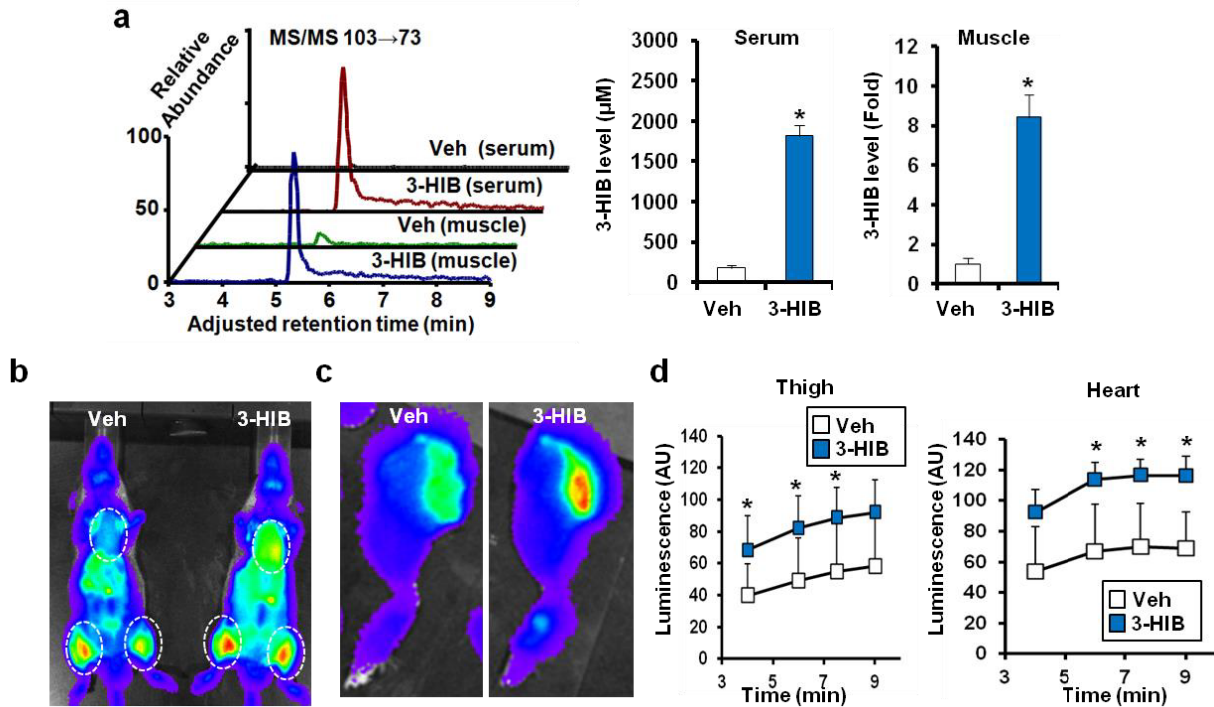 a
MS/MS 103→73
Relative
Abundance
100
50
0
Veh (serum)
3-HIB (serum)
Veh (muscle)
3-HIB (muscle)
3 4 5 6 7 8 9
Adjusted retention time (min)
Serum
3-HIB level (µM)
3000
2500
2000
1500
1000
500
0
*
Veh 3-HIB
Muscle
3-HIB level (Fold)
12
10
8
6
4
2
0
*
Veh 3-HIB
b
Veh 3-HIB
c
Veh 3-HIB
d
Thigh
Veh
3-HIB
Luminescence (AU)
140
120
100
80
60
40
20
0
* * *
3 5 7 9
Time (min)
Heart
Luminescence (AU)
140
120
100
80
60
40
20
0
* * *
Veh
3-HIB
3 5 7 9
Time (min)